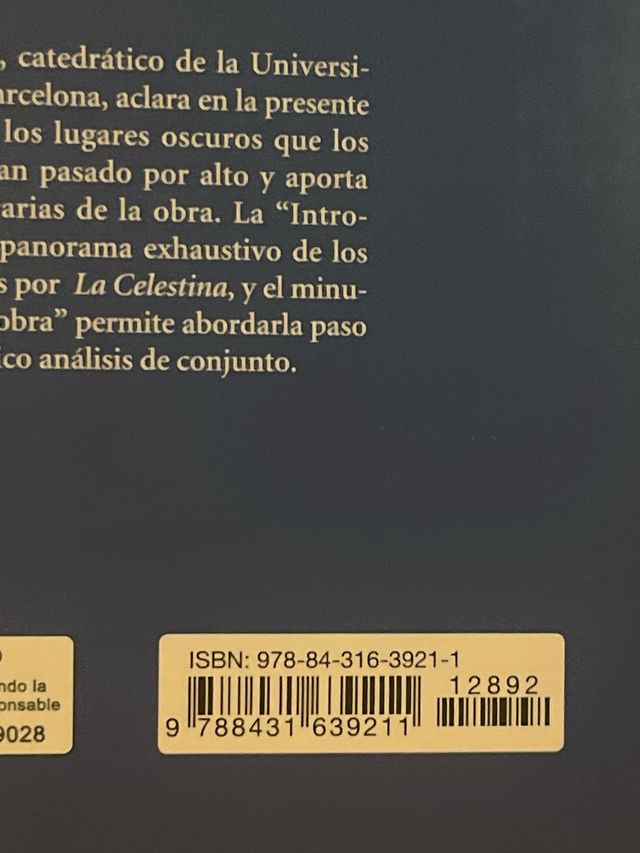 , catedrático de la Universi-
arcelona, aclara en la presente
los lugares oscuros que los
an pasado por alto y aporta
arias de la obra. La “Intro-
panorama exhaustivo de los
s por La Celestina, y el minu-
obra” permite abordarla paso
ico análisis de conjunto.
ndo la
onsable
9028
ISBN: 978-84-316-3921-1
12892
9 788431 639211